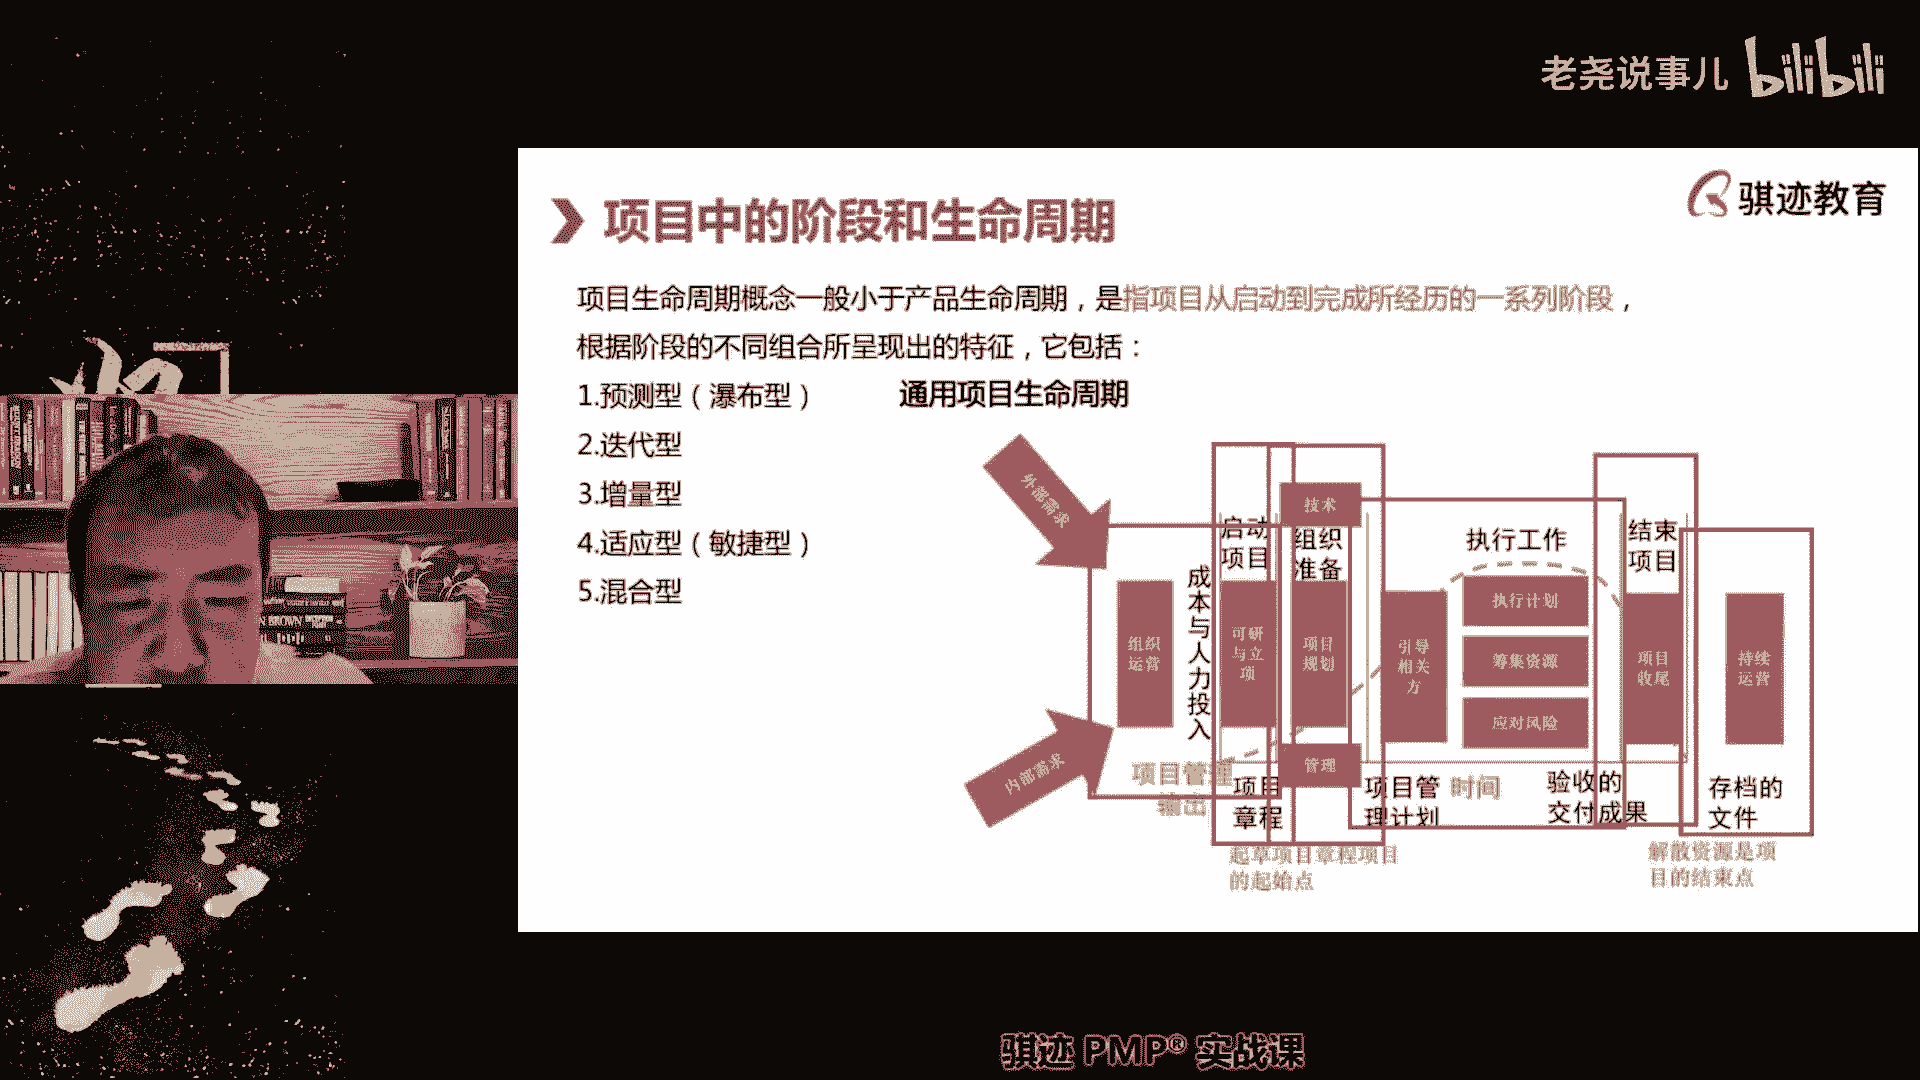 老尧说事儿 bilibili
骐迹教育
项目中的阶段和生命周期
项目生命周期概念一般小于产品生命周期，是指项目从启动到完成所经历的一系列阶段，
根据阶段的不同组合所呈现出的特征，它包括：
1.预测型（瀑布型）
通用项目生命周期
2.迭代型
3.增量型
4.适应型（敏捷型）
5.混合型
外部需求
内部需求
组织
运营
成本与人力投入
启动
项目
可研
与立
项
技术
组织
准备
项目
规划
管理
引导
相关
方
执行工作
执行计划
筹集资源
应对风险
结束
项目
项目
收尾
持续
运营
项目管理
输出
项目
章程
项目管
理计划
时间
验收的
交付成果
存档的
文件
起草项目章程项目
的起始点
解散资源是项
目的结束点
BROWN
骐迹 PMP® 实战课